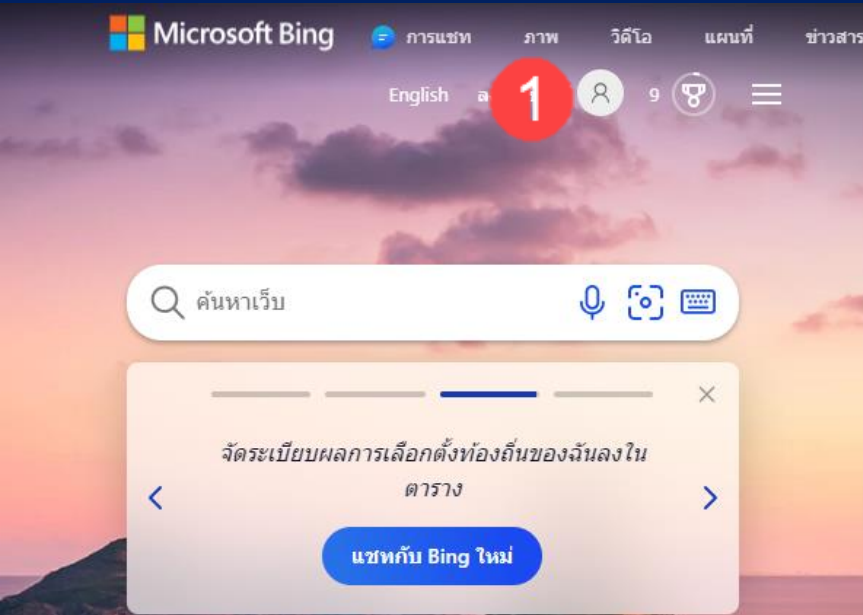 Microsoft Bing การแชท ภาพ วิดีโอ แผนที่ ข่าวสาร
English 1 9
ค้นหาเว็บ
จัดระเบียบผลการเลือกตั้งท้องถิ่นของฉันลงใน
ตาราง
แชทกับ Bing ใหม่